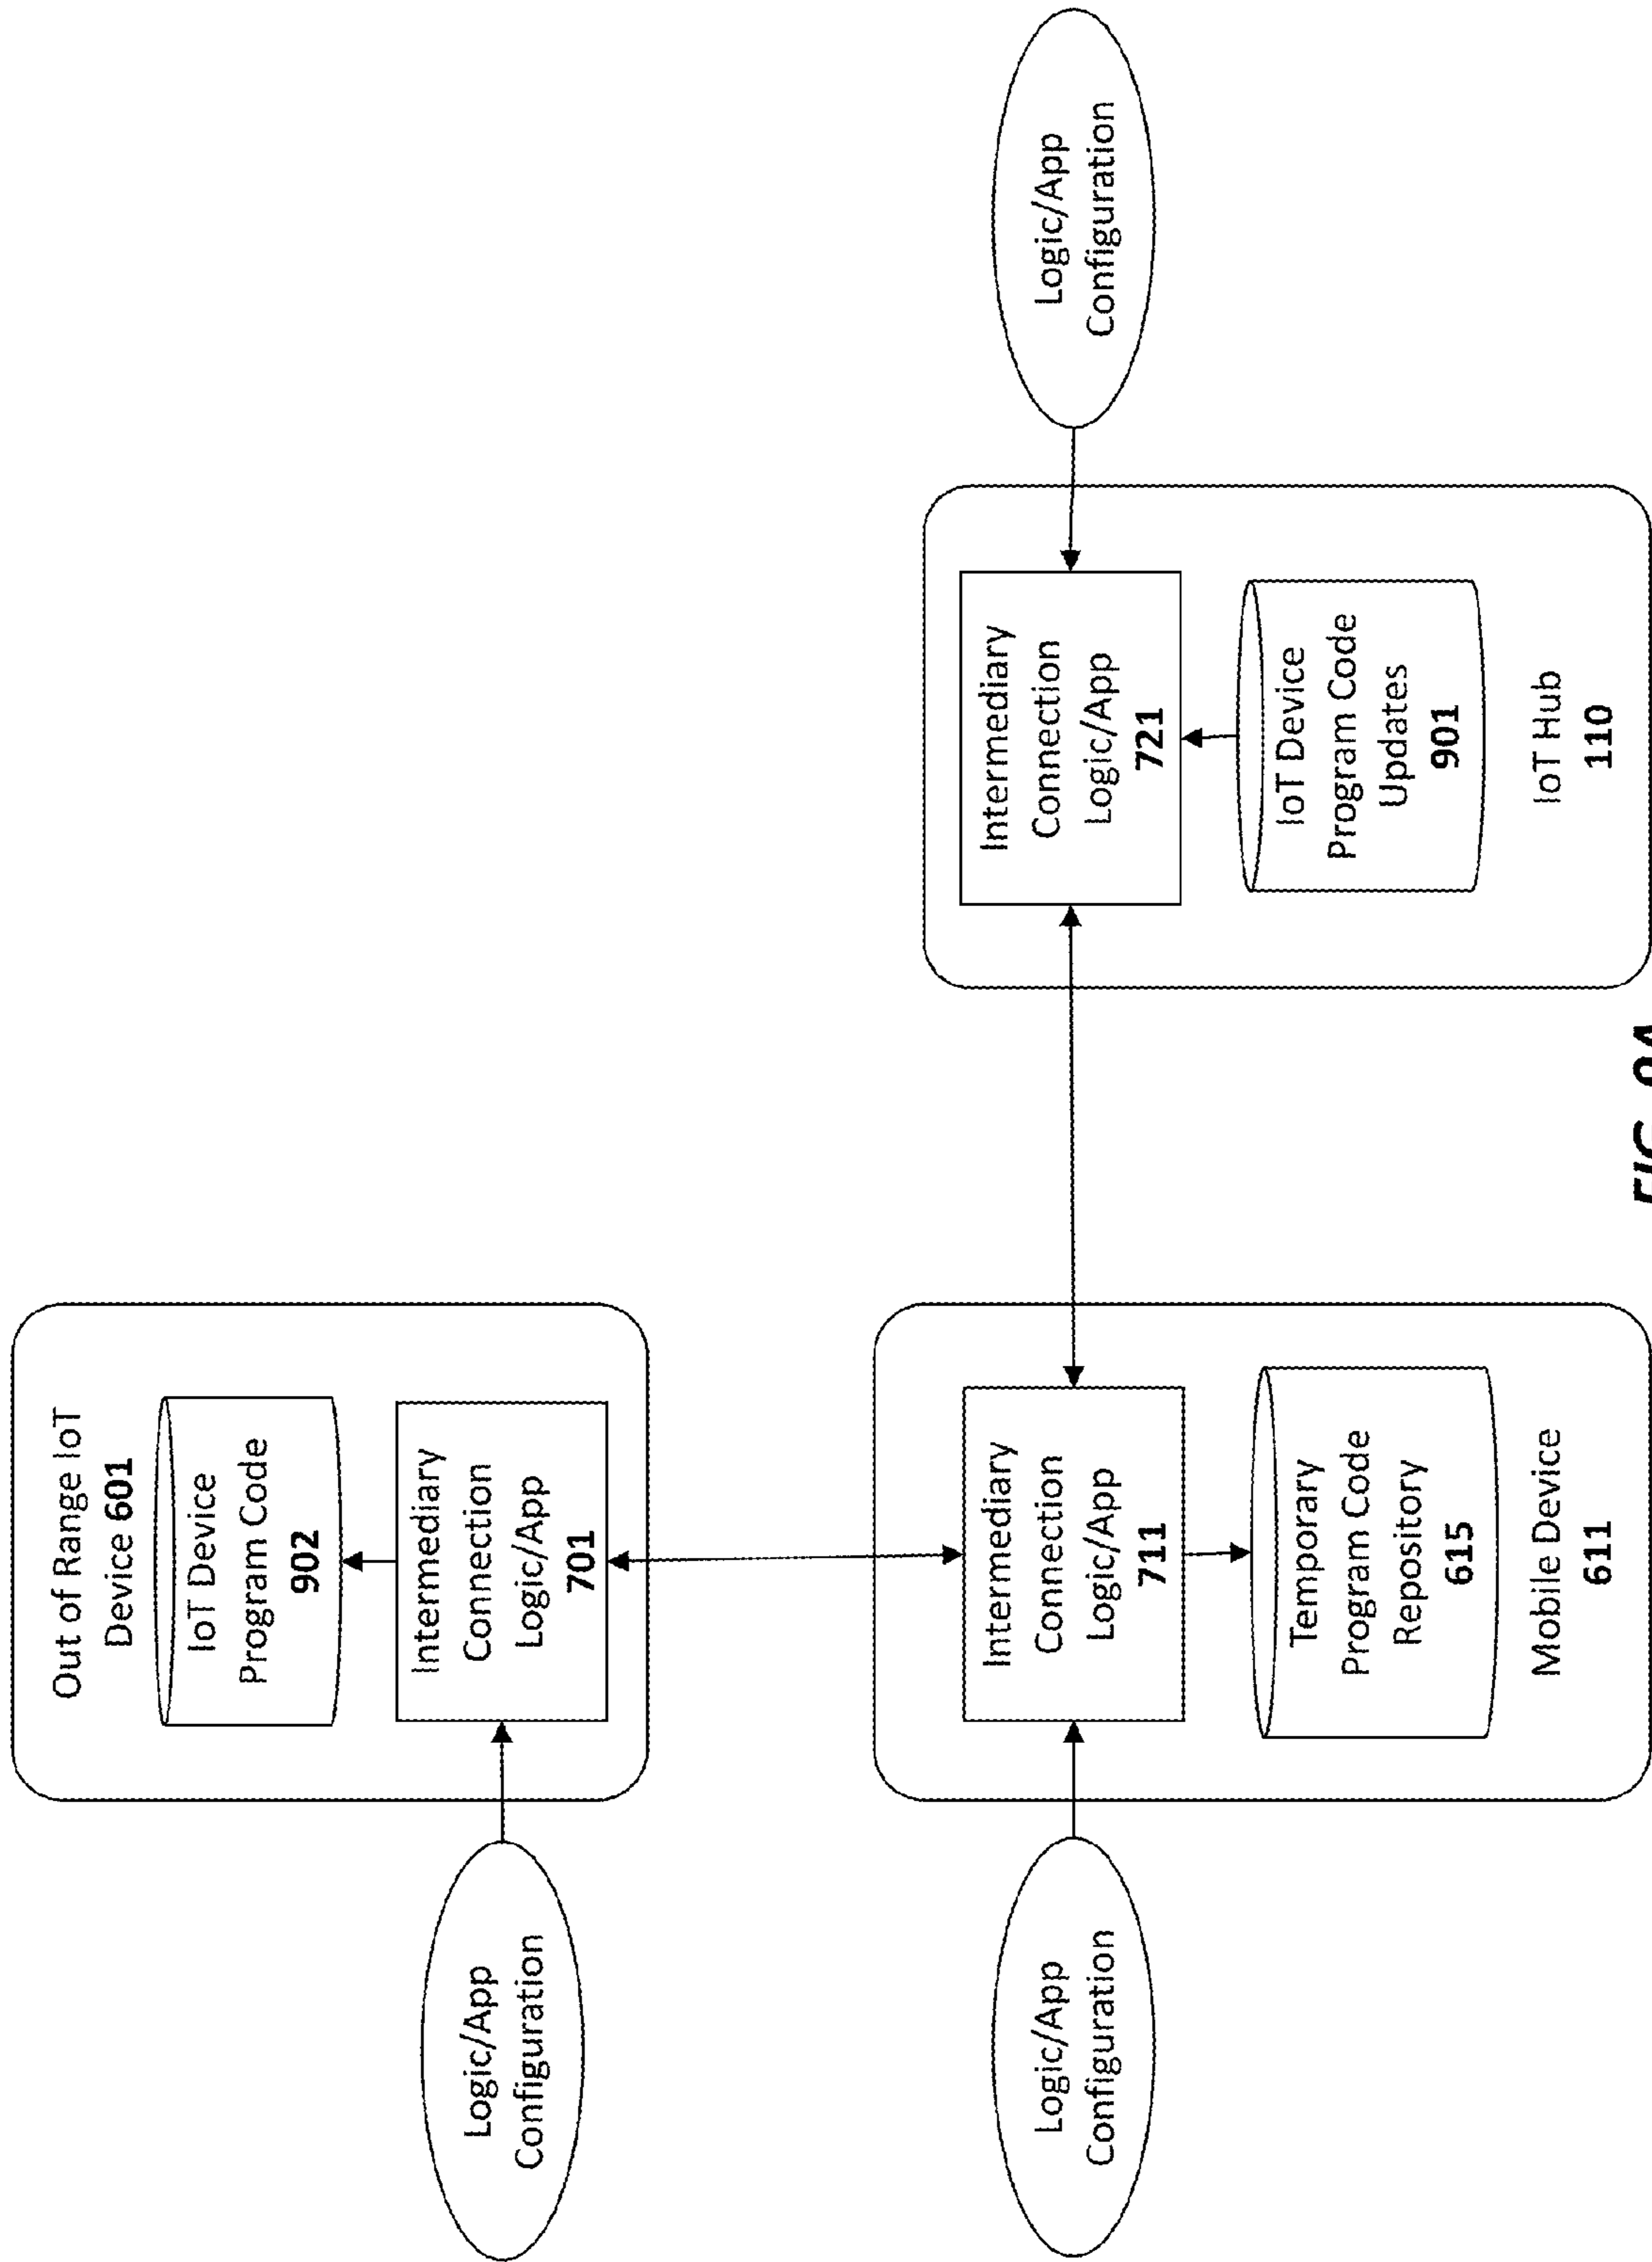 Out of Range IoT
Device 601
IoT Device
Program Code
902
Intermediary
Connection
Logic/App
701
Logic/App
Configuration
Logic/App
Configuration
Intermediary
Connection
Logic/App
711
Temporary
Program Code
Repository
615
Mobile Device
611
Intermediary
Connection
Logic/App
721
IoT Device
Program Code
Updates
901
IoT Hub
110
Logic/App
Configuration
FIG. 9A